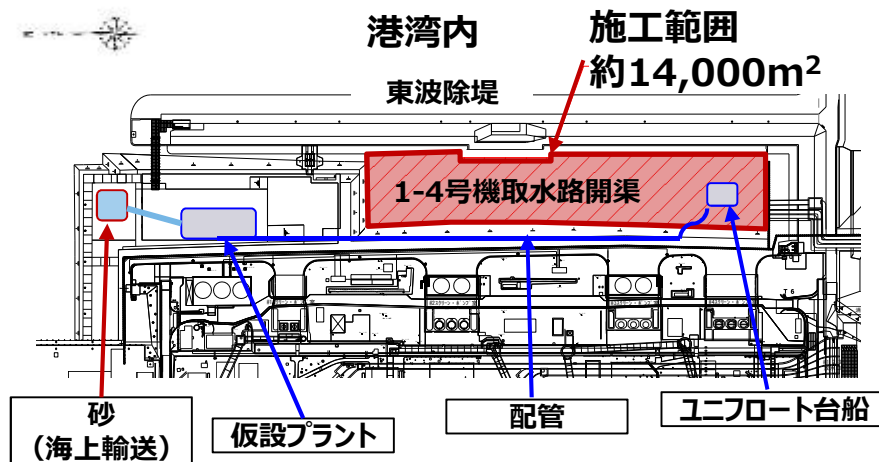 港湾内
施工範囲
約14,000m²
東波除堤
1-4号機取水路開渠
砂
（海上輸送）
仮設プラント
配管
ユニフロート台船